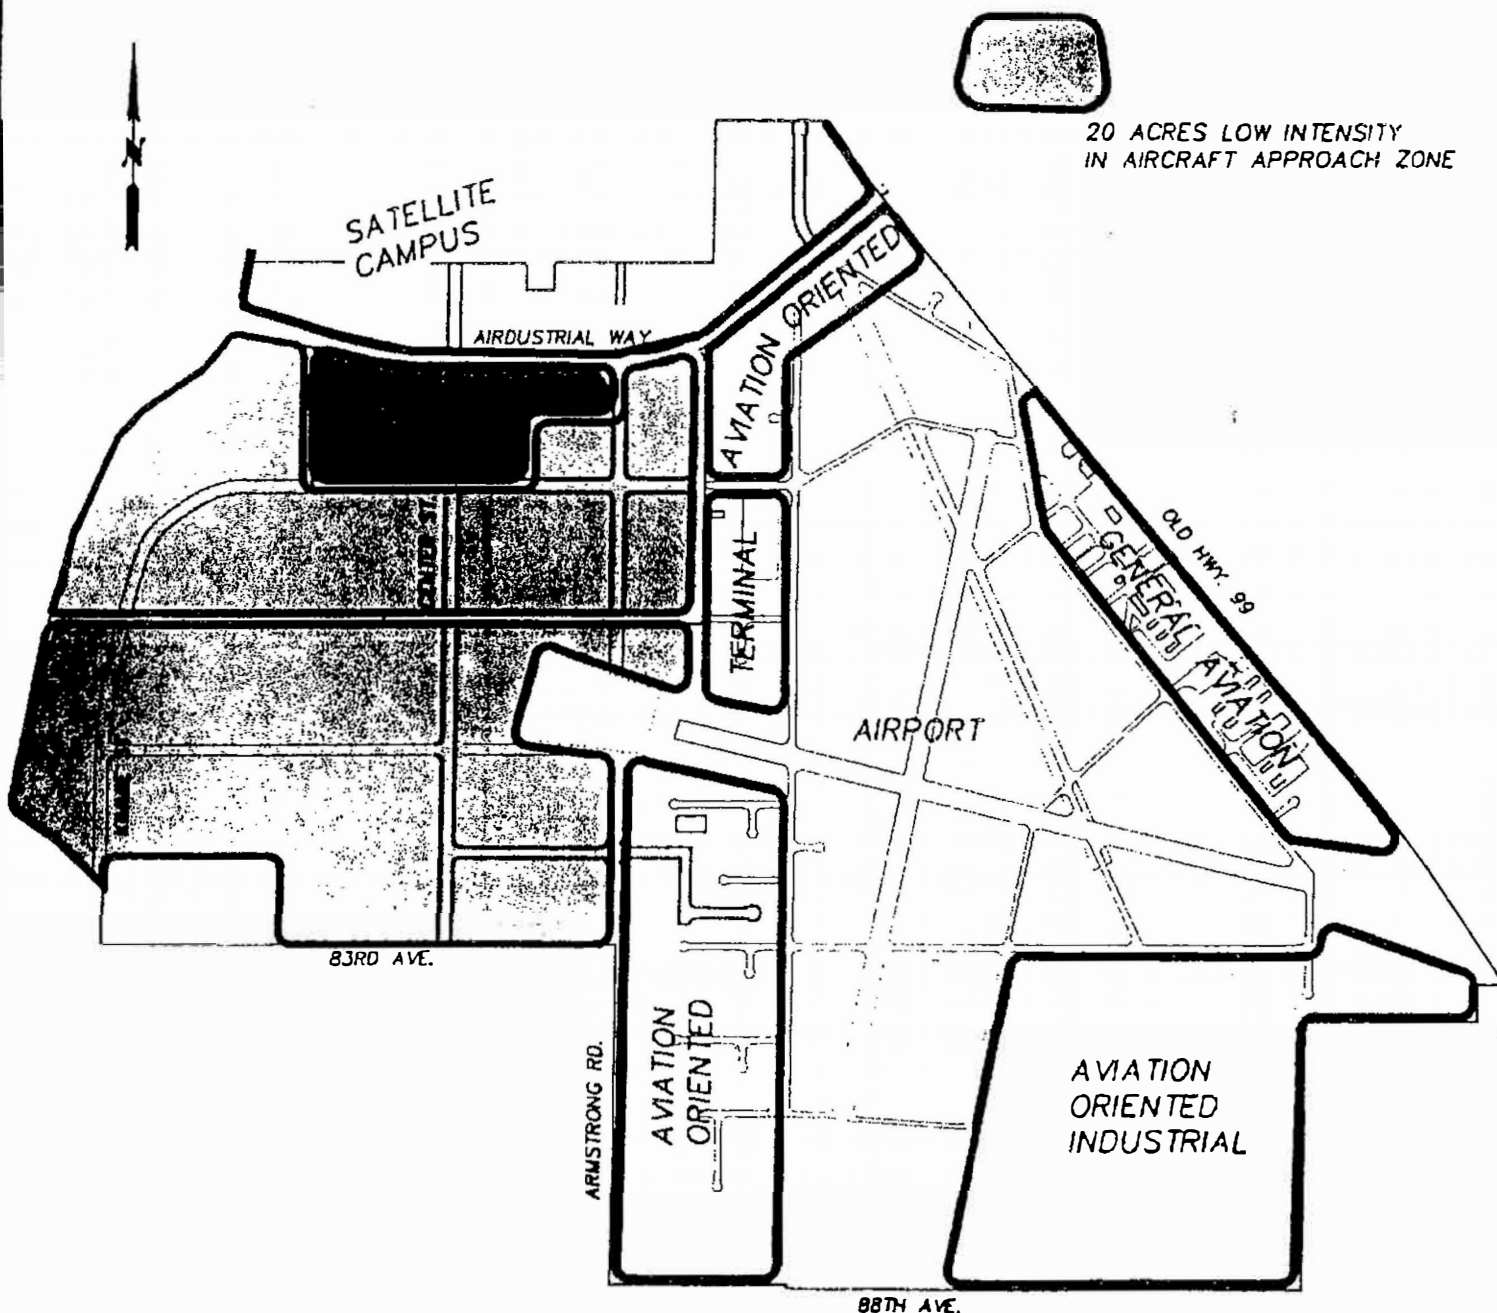 20 ACRES LOW INTENSITY
IN AIRCRAFT APPROACH ZONE
N
SATELLITE
CAMPUS
AIRDUSTRIAL WAY
AVIATION ORIENTED
CENTER ST.
TERMINAL
OLD HWY. 99
GENERAL AVIATION
AIRPORT
83RD AVE.
ARMSTRONG RD.
AVIATION
ORIENTED
AVIATION
ORIENTED
INDUSTRIAL
88TH AVE.